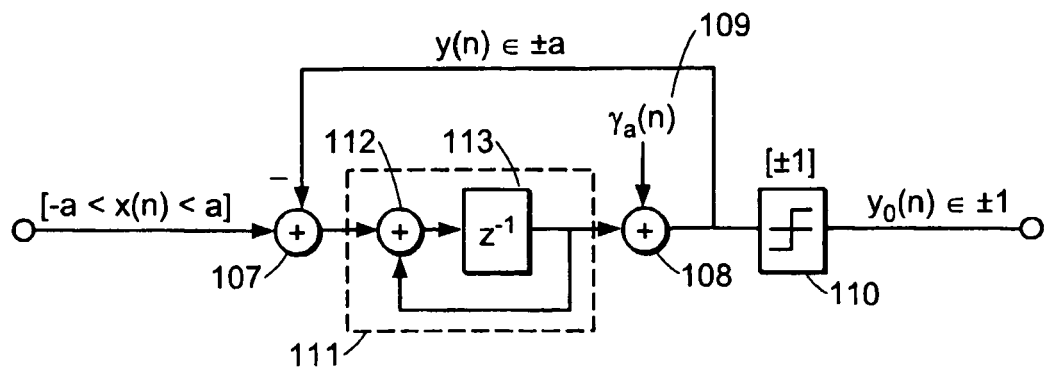 109
y(n) ∈ ±a
γₐ(n)
112
113
[±1]
–
[-a < x(n) < a]
+
+
z⁻¹
+
y₀(n) ∈ ±1
107
108
110
111